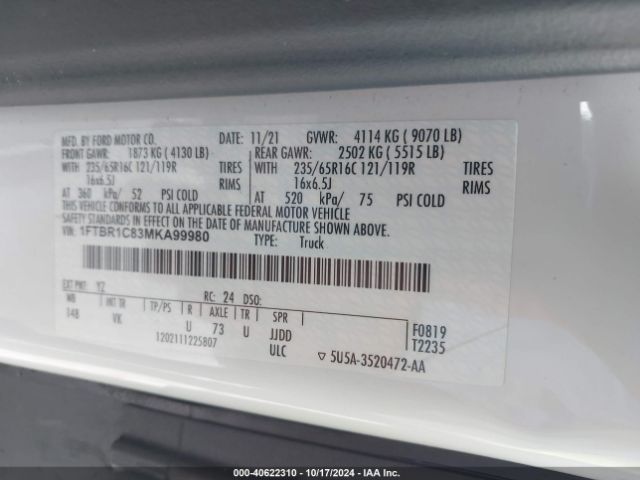 MFD. BY FORD MOTOR CO. DATE: 11/21 GVWR: 4114 KG ( 9070 LB)
FRONT GAWR: 1873 KG ( 4130 LB) REAR GAWR: 2502 KG ( 5515 LB)
WITH 235/65R16C 121/119R TIRES WITH 235/65R16C 121/119R TIRES
16x6.5J RIMS 16x6.5J RIMS
AT 360 kPa/ 52 PSI COLD AT 520 kPa/ 75 PSI COLD
THIS VEHICLE CONFORMS TO ALL APPLICABLE FEDERAL MOTOR VEHICLE
SAFETY STANDARDS IN EFFECT ON THE DATE OF MANUFACTURE SHOWN ABOVE.
VIN: 1FTBR1C83MKA99980
TYPE: Truck
EXT PNT: YZ RC: 24 DSO:
WB INT TR TP/PS R AXLE TR SPR
148 VK U 73 U JJDD F0819
1202111225807 ULC T2235
▽ 5U5A-3520472-AA
000-40622310 - 10/17/2024 - IAA Inc.